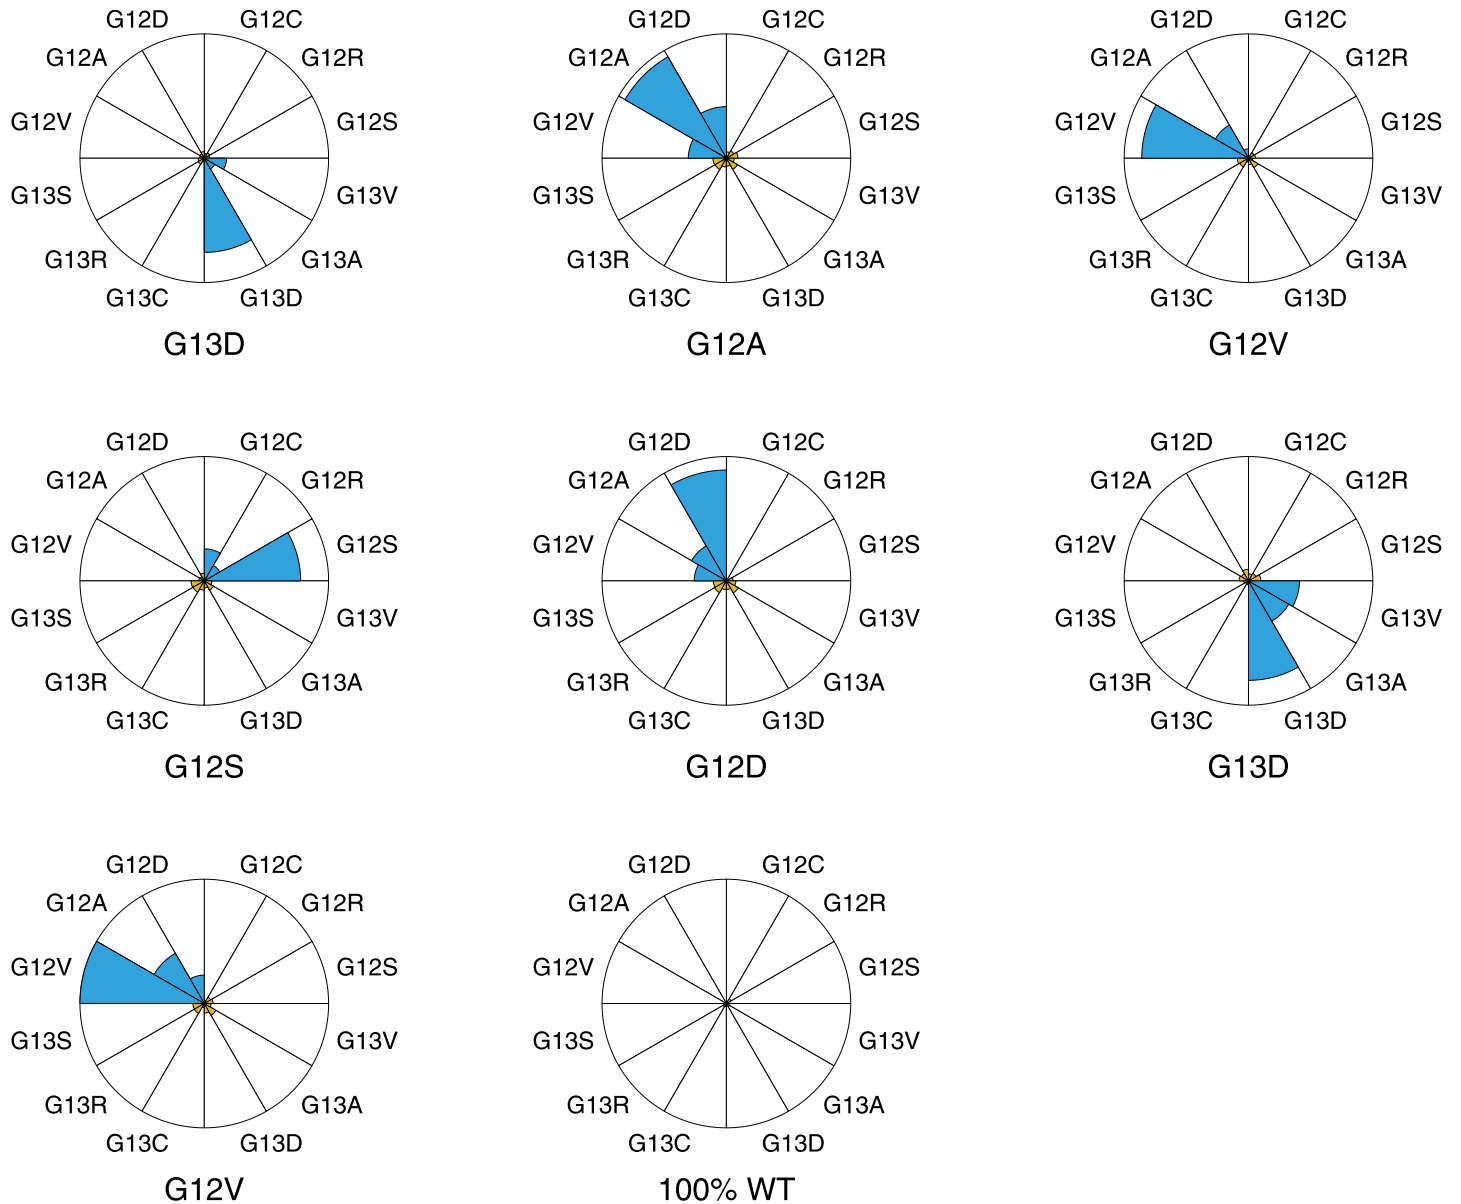 G12D G12C G12D G12C G12D G12C
G12A G12R G12A G12R G12A G12R
G12V G12S G12V G12S G12V G12S
G13S G13V G13S G13V G13S G13V
G13R G13A G13R G13A G13R G13A
G13C G13D G13C G13D G13C G13D
G13D G12A G12V
G12D G12C G12D G12C G12D G12C
G12A G12R G12A G12R G12A G12R
G12V G12S G12V G12S G12V G12S
G13S G13V G13S G13V G13S G13V
G13R G13A G13R G13A G13R G13A
G13C G13D G13C G13D G13C G13D
G12S G12D G13D
G12D G12C G12D G12C
G12A G12R G12A G12R
G12V G12S G12V G12S
G13S G13V G13S G13V
G13R G13A G13R G13A
G13C G13D G13C G13D
G12V 100% WT